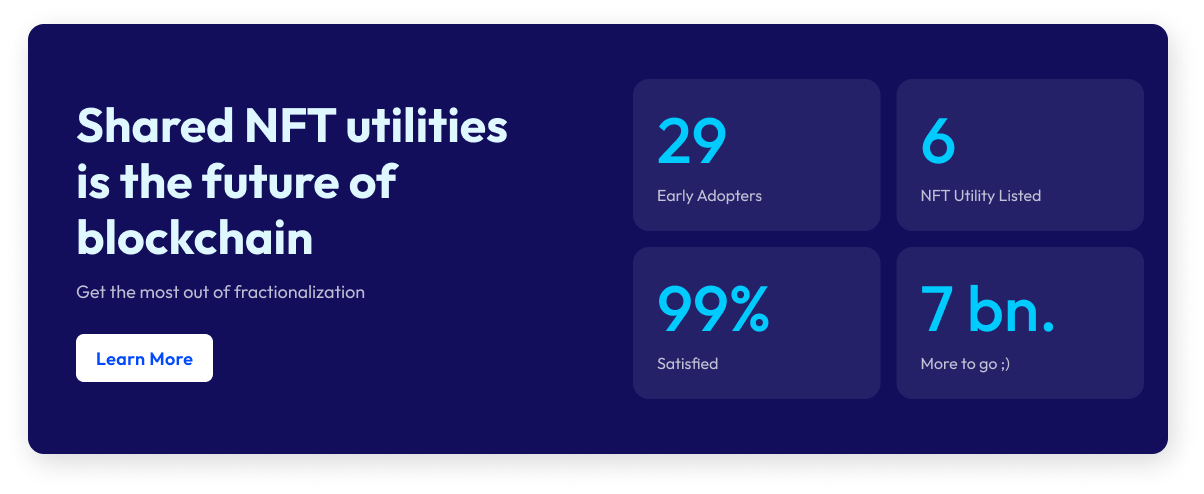 Shared NFT utilities
is the future of
blockchain
Get the most out of fractionalization
Learn More
29
Early Adopters
6
NFT Utility Listed
99%
Satisfied
7 bn.
More to go ;)